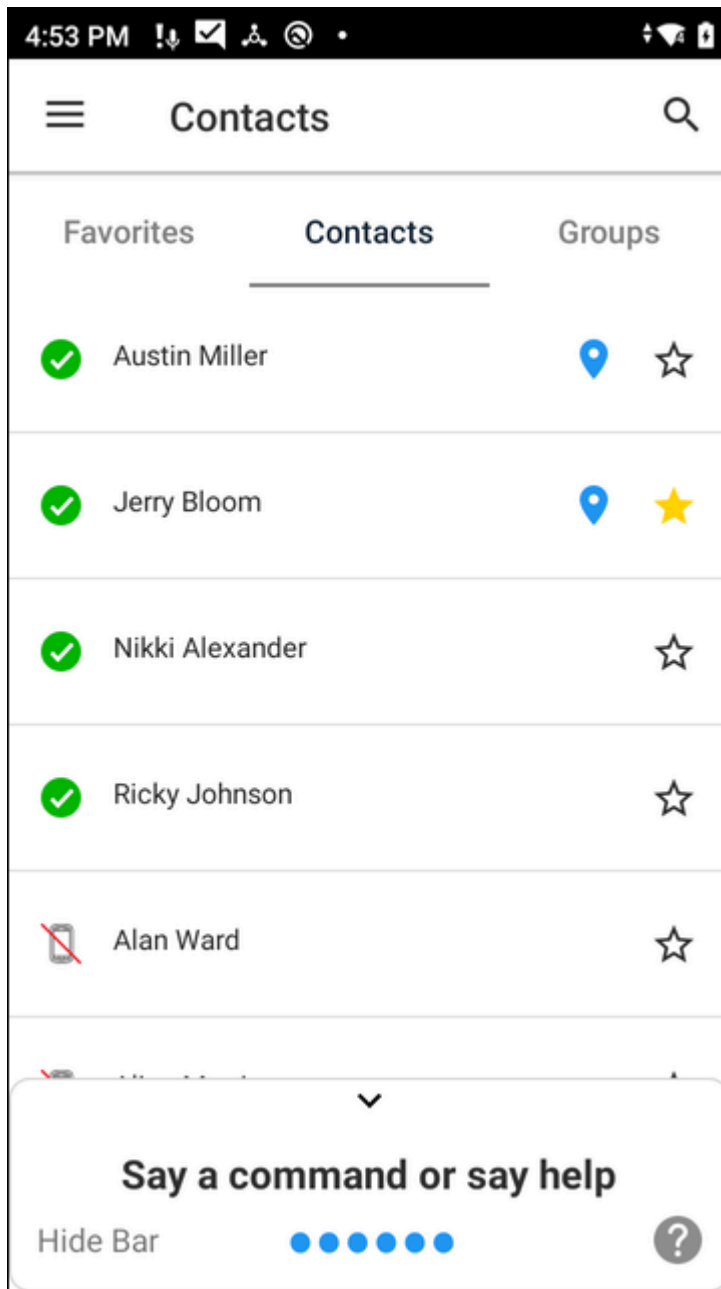 4:53 PM
Contacts
Favorites Contacts Groups
Austin Miller
Jerry Bloom
Nikki Alexander
Ricky Johnson
Alan Ward
Say a command or say help
Hide Bar
?